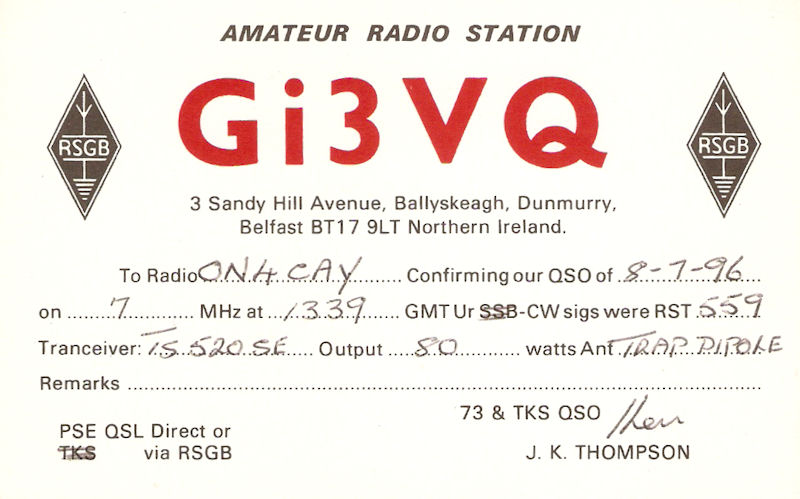 AMATEUR RADIO STATION
Gi3VQ
RSGB
RSGB
3 Sandy Hill Avenue, Ballyskeagh, Dunmurry,
Belfast BT17 9LT Northern Ireland.
To Radio ON4CAY Confirming our QSO of 8-7-96
on 7 MHz at 1339 GMT Ur SSB-CW sigs were RST 559
Tranceiver: TS 520 SE Output 80 watts Ant TRAP DIPOLE
Remarks
73 & TKS QSO Ken
PSE QSL Direct or
TKS via RSGB
J. K. THOMPSON